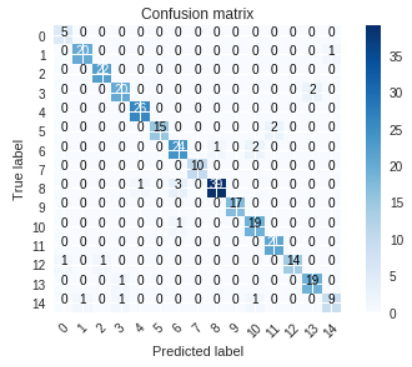 Confusion matrix
0 5 0 0 0 0 0 0 0 0 0 0 0 0 0 0
1 0 20 0 0 0 0 0 0 0 0 0 0 0 0 1
2 0 0 22 0 0 0 0 0 0 0 0 0 0 0 0
3 0 0 0 20 0 0 0 0 0 0 0 0 0 2 0
4 0 0 0 0 26 0 0 0 0 0 0 0 0 0 0
5 0 0 0 0 0 15 0 0 0 0 0 2 0 0 0
6 0 0 0 0 0 0 24 0 1 0 2 0 0 0 0
7 0 0 0 0 0 0 0 10 0 0 0 0 0 0 0
8 0 0 0 0 1 0 3 0 39 0 0 0 0 0 0
9 0 0 0 0 0 0 0 0 0 17 0 0 0 0 0
10 0 0 0 0 0 0 1 0 0 0 19 0 0 0 0
11 0 0 0 0 0 0 0 0 0 0 0 21 0 0 0
12 1 0 1 0 0 0 0 0 0 0 0 0 14 0 0
13 0 0 0 1 0 0 0 0 0 0 0 0 0 19 0
14 0 1 0 1 0 0 0 0 0 0 1 0 0 0 9
0 1 2 3 4 5 6 7 8 9 10 11 12 13 14
True label
Predicted label
35
30
25
20
15
10
5
0